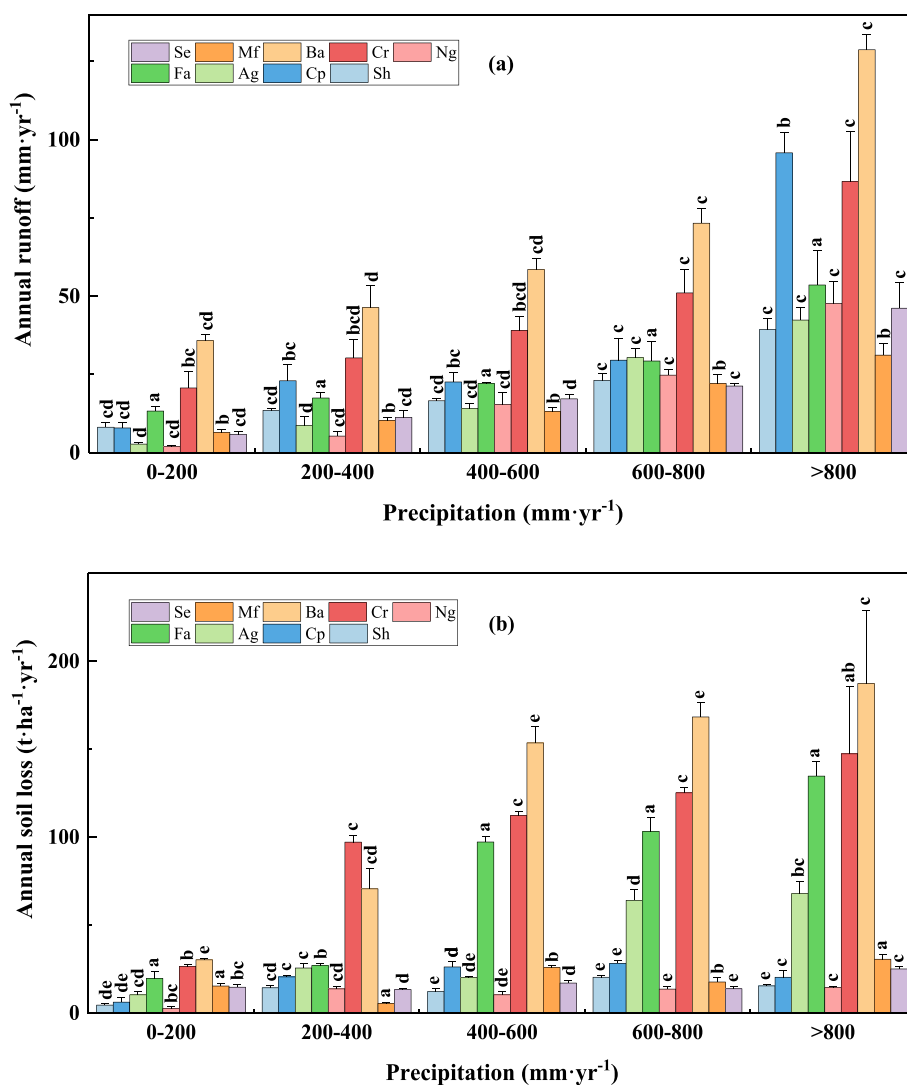 Se Mf Ba Cr Ng
Fa Ag Cp Sh
(a)
Annual runoff (mm·yr⁻¹)
100
50
0
cd cd d a cd bc cd b cd
cd bc d a cd bcd d b cd
cd bc cd a cd bcd cd b d
c c cd a cd c c b c
c b c a c c c b c
0-200 200-400 400-600 600-800 >800
Precipitation (mm·yr⁻¹)
Se Mf Ba Cr Ng
Fa Ag Cp Sh
(b)
Annual soil loss (t·ha⁻¹·yr⁻¹)
200
100
0
de de cd a bc b e a bc
cd cd c b cd c cd a d
e d de a de c e b d
e e d a e c e b e
e c bc a c ab c a c
0-200 200-400 400-600 600-800 >800
Precipitation (mm·yr⁻¹)